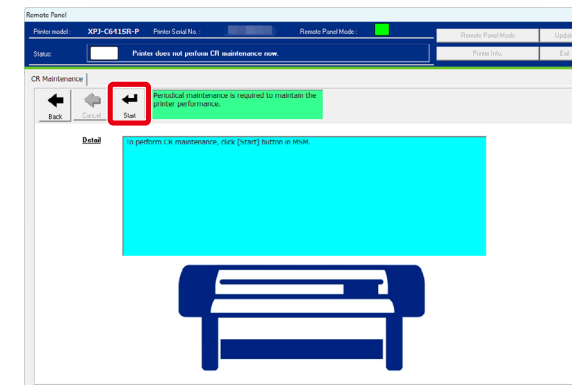 Remote Panel
Printer model : XPJ-C641SR-P Printer Serial No. : Remote Panel Mode :
Remote Panel Mode Updat
Status: Printer does not perform CR maintenance now.
Printer Info. Exit
CR Maintenance
Periodical maintenance is required to maintain the
printer performance.
Back Cancel Start
Detail
To perform CR maintenance, click [Start] button in MSM.